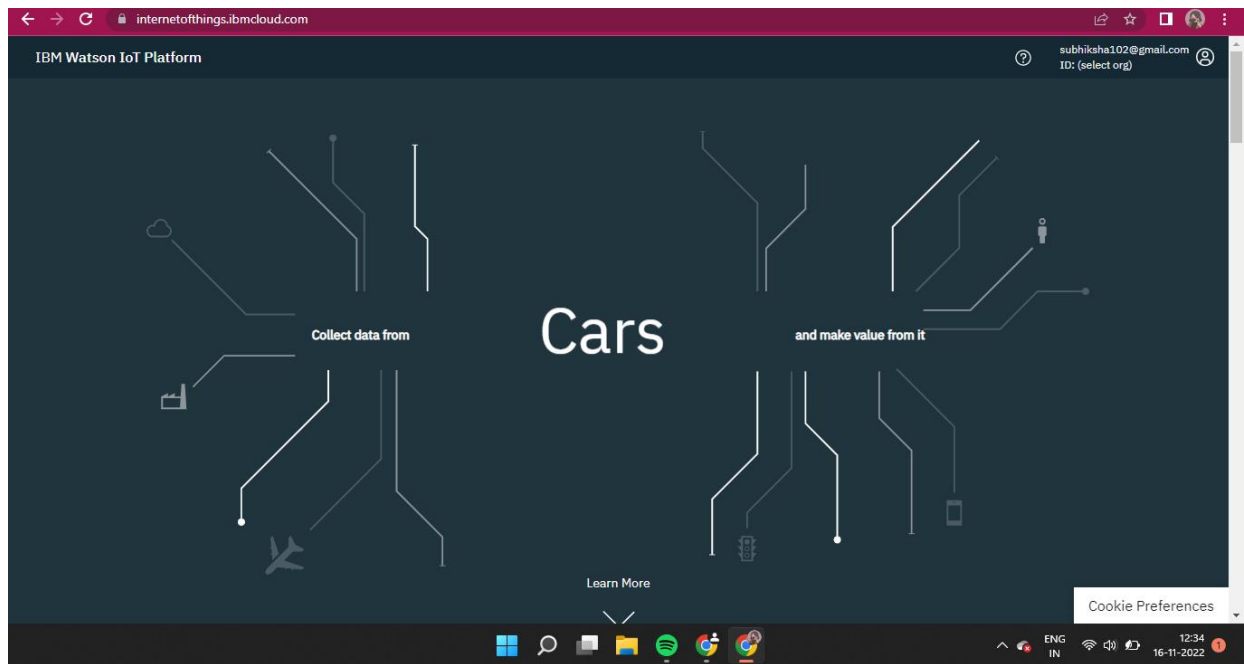 internetofthings.ibmcloud.com
IBM Watson IoT Platform
subhiksha102@gmail.com
ID: (select org)
Collect data from
Cars
and make value from it
Learn More
Cookie Preferences
ENG
IN
12:34
16-11-2022
1